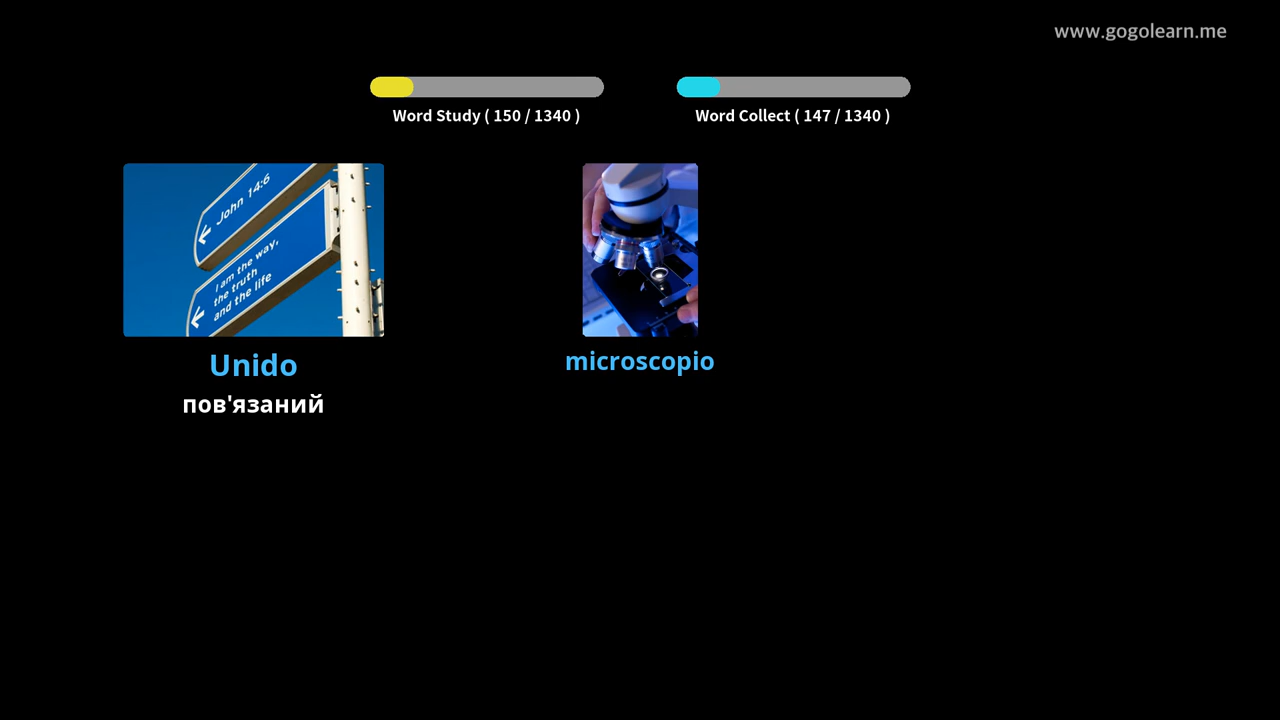 www.gogolearn.me
Word Study ( 150 / 1340 )
Word Collect ( 147 / 1340 )
John 14:6
I am the way,
the truth
and the life
Unido
пов'язаний
microscopio